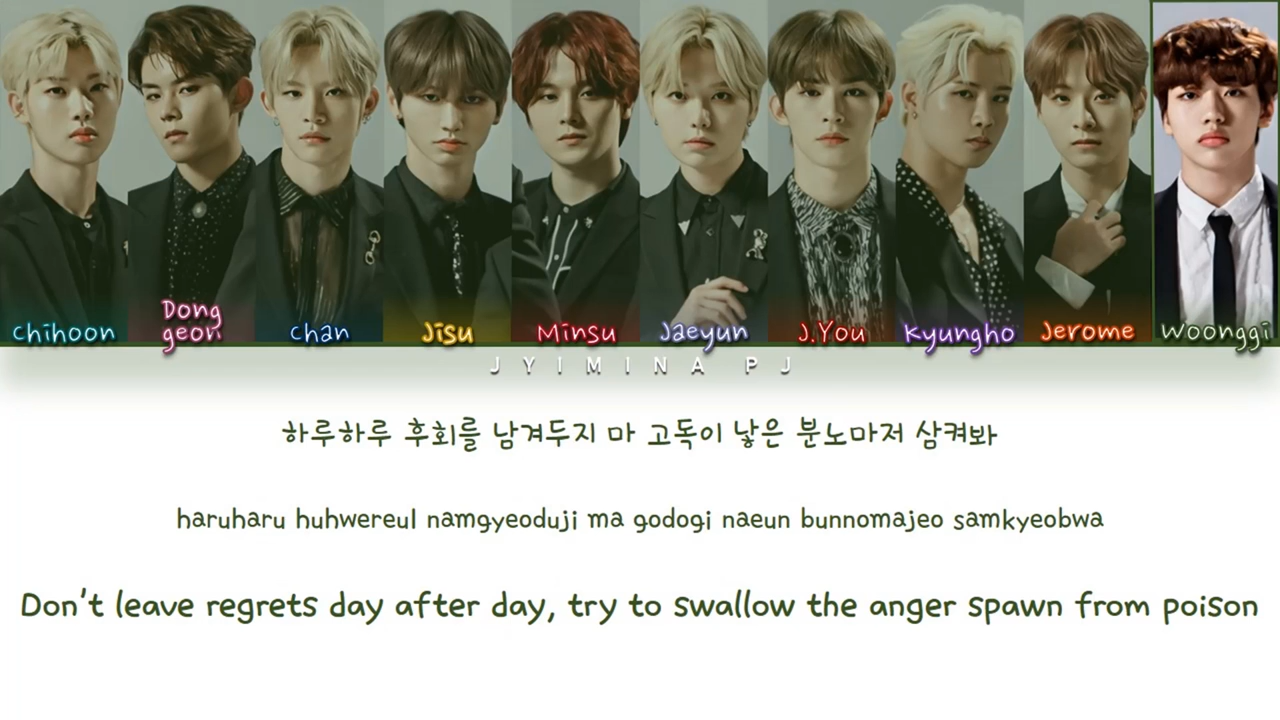 Chihoon
Dong
geon
Chan
Jisu
Minsu
Jaeyun
J.You
Kyungho
Jerome
Woonggi
JYIMINA PJ
하루하루 후회를 남겨두지 마 고독이 낳은 분노마저 삼켜봐
haruharu huhwereul namgyeoduji ma godogi naeun bunnomajeo samkyeobwa
Don't leave regrets day after day, try to swallow the anger spawn from poison